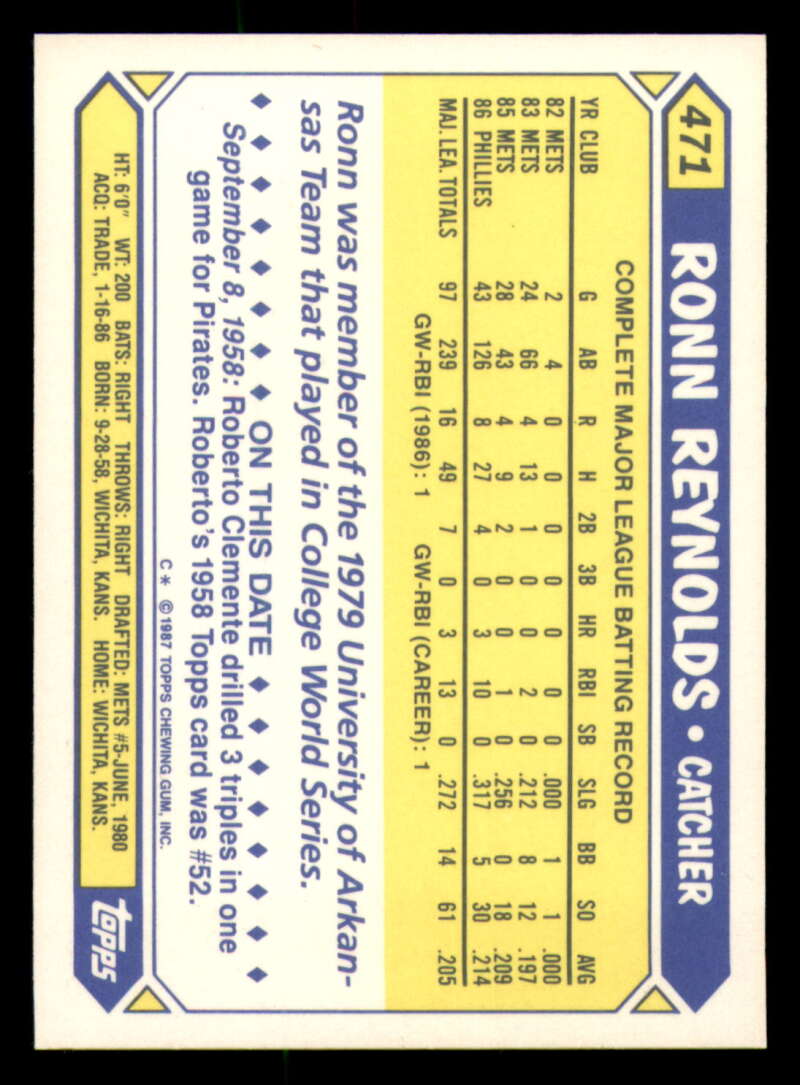 471 RONN REYNOLDS • CATCHER
COMPLETE MAJOR LEAGUE BATTING RECORD
YR CLUB G AB R H 2B 3B HR RBI SB SLG BB SO AVG
82 METS 2 4 0 0 0 0 0 0 0 .000 1 1 .000
83 METS 24 66 4 13 1 0 0 2 0 .212 8 12 .197
85 METS 28 43 4 9 2 0 0 1 0 .256 0 18 .209
86 PHILLIES 43 126 8 27 4 0 3 10 0 .317 5 30 .214
MAJ. LEA. TOTALS 97 239 16 49 7 0 3 13 0 .272 14 61 .205
GW-RBI (1986): 1 GW-RBI (CAREER): 1
Ronn was member of the 1979 University of Arkan-
sas Team that played in College World Series.
♦ ♦ ♦ ♦ ♦ ♦ ♦ ♦ ON THIS DATE ♦ ♦ ♦ ♦ ♦ ♦ ♦ ♦
September 8, 1958: Roberto Clemente drilled 3 triples in one
game for Pirates. Roberto's 1958 Topps card was #52.
C* ©1987 TOPPS CHEWING GUM, INC.
HT: 6'0" WT: 200 BATS: RIGHT THROWS: RIGHT DRAFTED: METS #5-JUNE, 1980
ACQ: TRADE, 1-16-86 BORN: 9-28-58, WICHITA, KANS. HOME: WICHITA, KANS.
topps